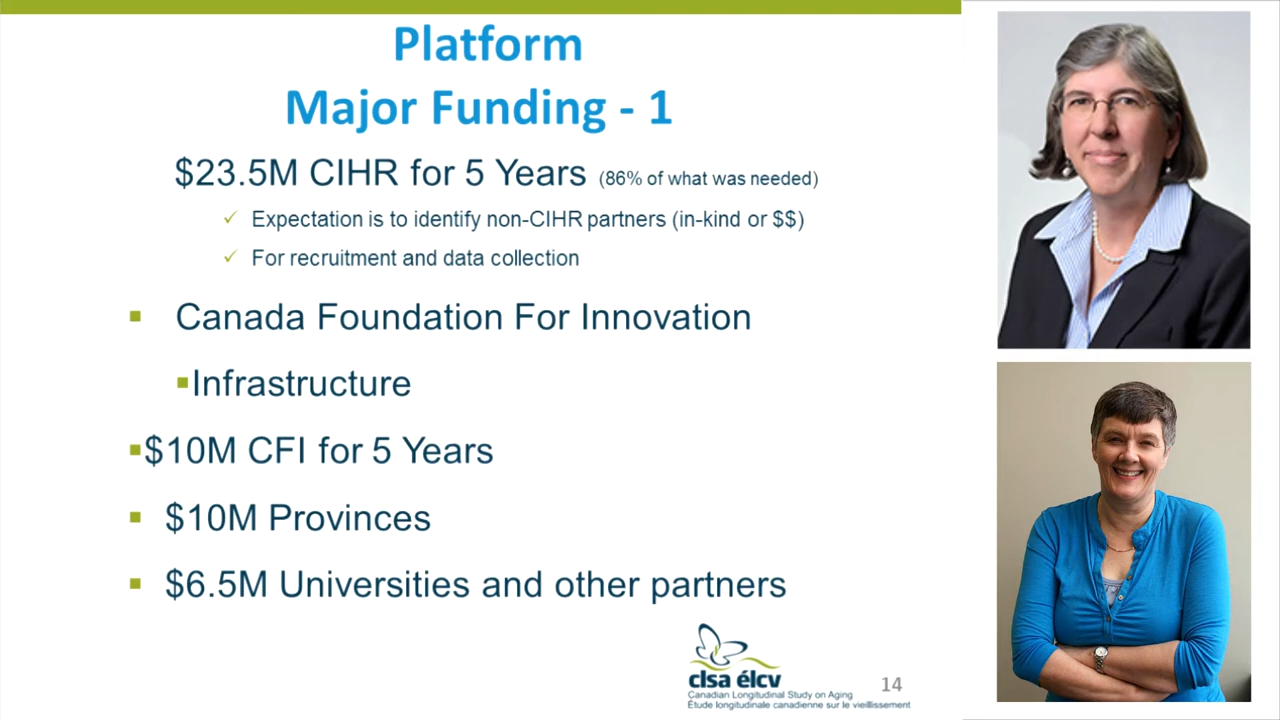 Platform
Major Funding - 1
$23.5M CIHR for 5 Years (86% of what was needed)
✓ Expectation is to identify non-CIHR partners (in-kind or $$)
✓ For recruitment and data collection
▪ Canada Foundation For Innovation
▪Infrastructure
▪$10M CFI for 5 Years
▪ $10M Provinces
▪ $6.5M Universities and other partners
clsa élcv
Canadian Longitudinal Study on Aging
Étude longitudinale canadienne sur le vieillissement
14